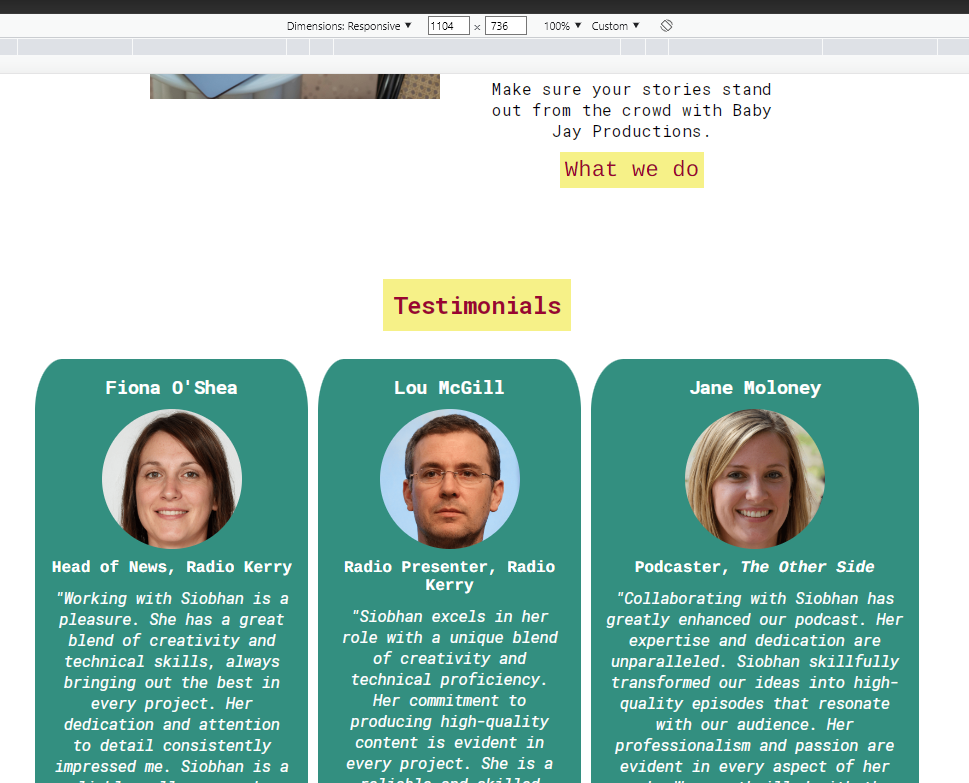 Dimensions: Responsive ▼ 1104 × 736 100% ▼ Custom ▼
Make sure your stories stand
out from the crowd with Baby
Jay Productions.
What we do
Testimonials
Fiona O'Shea
Head of News, Radio Kerry
"Working with Siobhan is a
pleasure. She has a great
blend of creativity and
technical skills, always
bringing out the best in
every project. Her
dedication and attention
to detail consistently
impressed me. Siobhan is a
Lou McGill
Radio Presenter, Radio
Kerry
"Siobhan excels in her
role with a unique blend
of creativity and
technical proficiency.
Her commitment to
producing high-quality
content is evident in
every project. She is a
reliable and skilled
Jane Moloney
Podcaster, The Other Side
"Collaborating with Siobhan has
greatly enhanced our podcast. Her
expertise and dedication are
unparalleled. Siobhan skillfully
transformed our ideas into high-
quality episodes that resonate
with our audience. Her
professionalism and passion are
evident in every aspect of her